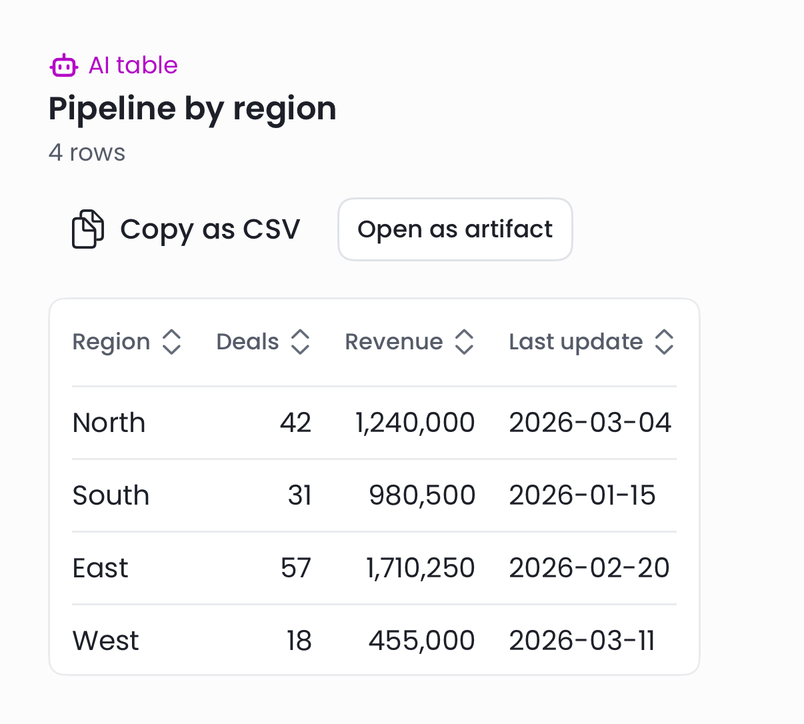 AI table
Pipeline by region
4 rows
Copy as CSV Open as artifact
Region Deals Revenue Last update
North 42 1,240,000 2026-03-04
South 31 980,500 2026-01-15
East 57 1,710,250 2026-02-20
West 18 455,000 2026-03-11